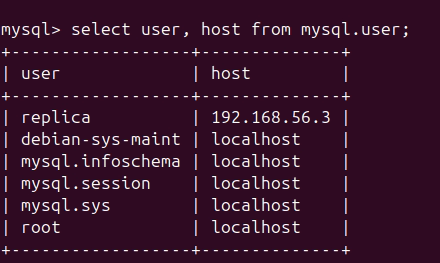 mysql> select user, host from mysql.user;
+------------------+--------------+
| user             | host         |
+------------------+--------------+
| replica          | 192.168.56.3 |
| debian-sys-maint | localhost    |
| mysql.infoschema | localhost    |
| mysql.session    | localhost    |
| mysql.sys        | localhost    |
| root             | localhost    |
+------------------+--------------+